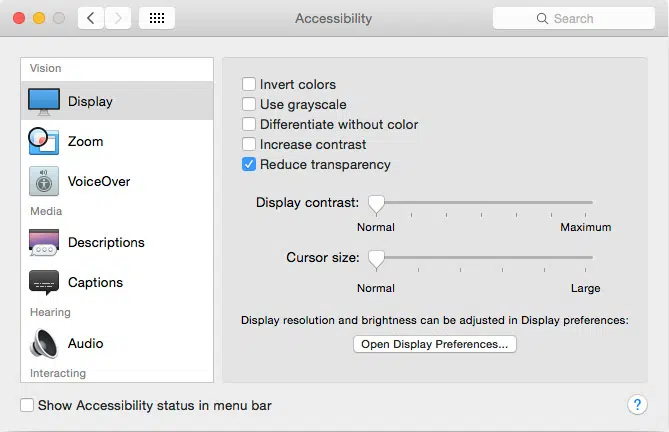 Accessibility
Search
Vision
Display
Zoom
VoiceOver
Media
Descriptions
Captions
Hearing
Audio
Interacting
Invert colors
Use grayscale
Differentiate without color
Increase contrast
Reduce transparency
Display contrast:
Normal Maximum
Cursor size:
Normal Large
Display resolution and brightness can be adjusted in Display preferences:
Open Display Preferences...
Show Accessibility status in menu bar
?